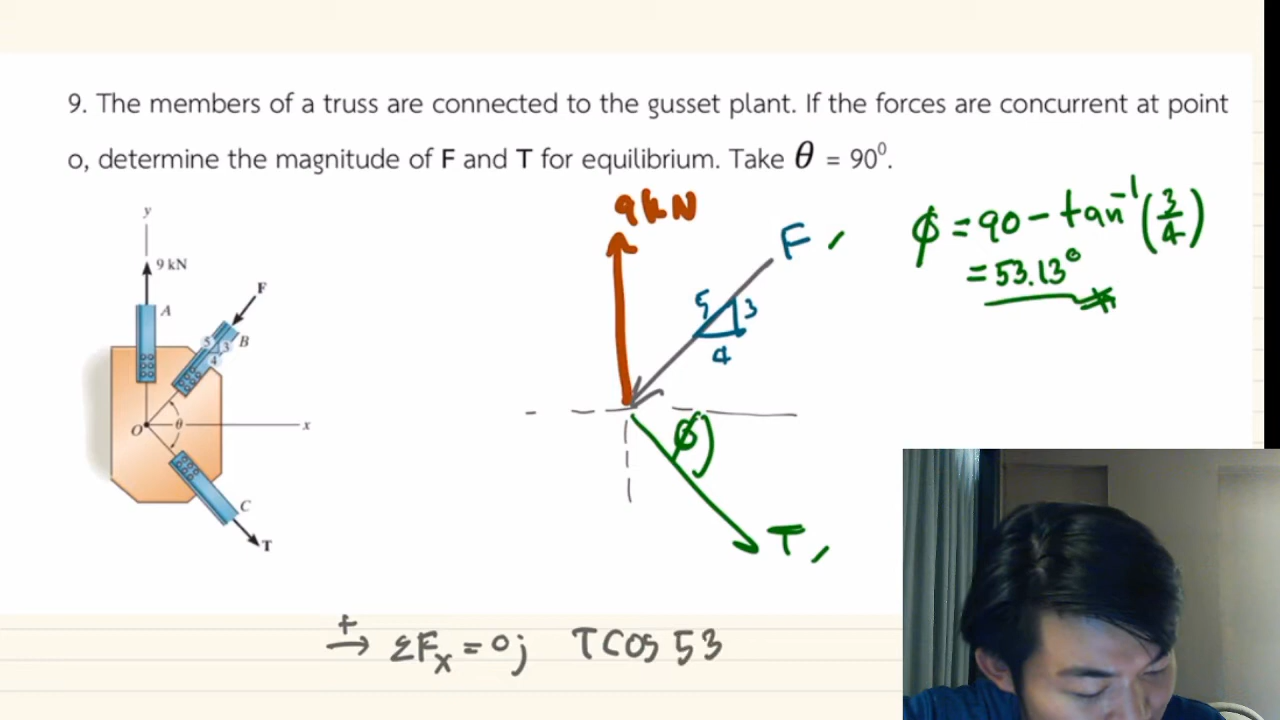 9. The members of a truss are connected to the gusset plant. If the forces are concurrent at point
o, determine the magnitude of F and T for equilibrium. Take θ = 90⁰.
y
9 kN
A
F
5
3
4
B
O
θ
x
C
T
9kN
F
5
3
4
ϕ
T
ϕ = 90 - tan⁻¹(3/4)
= 53.13°
+→ ΣFx = 0; TCos 53